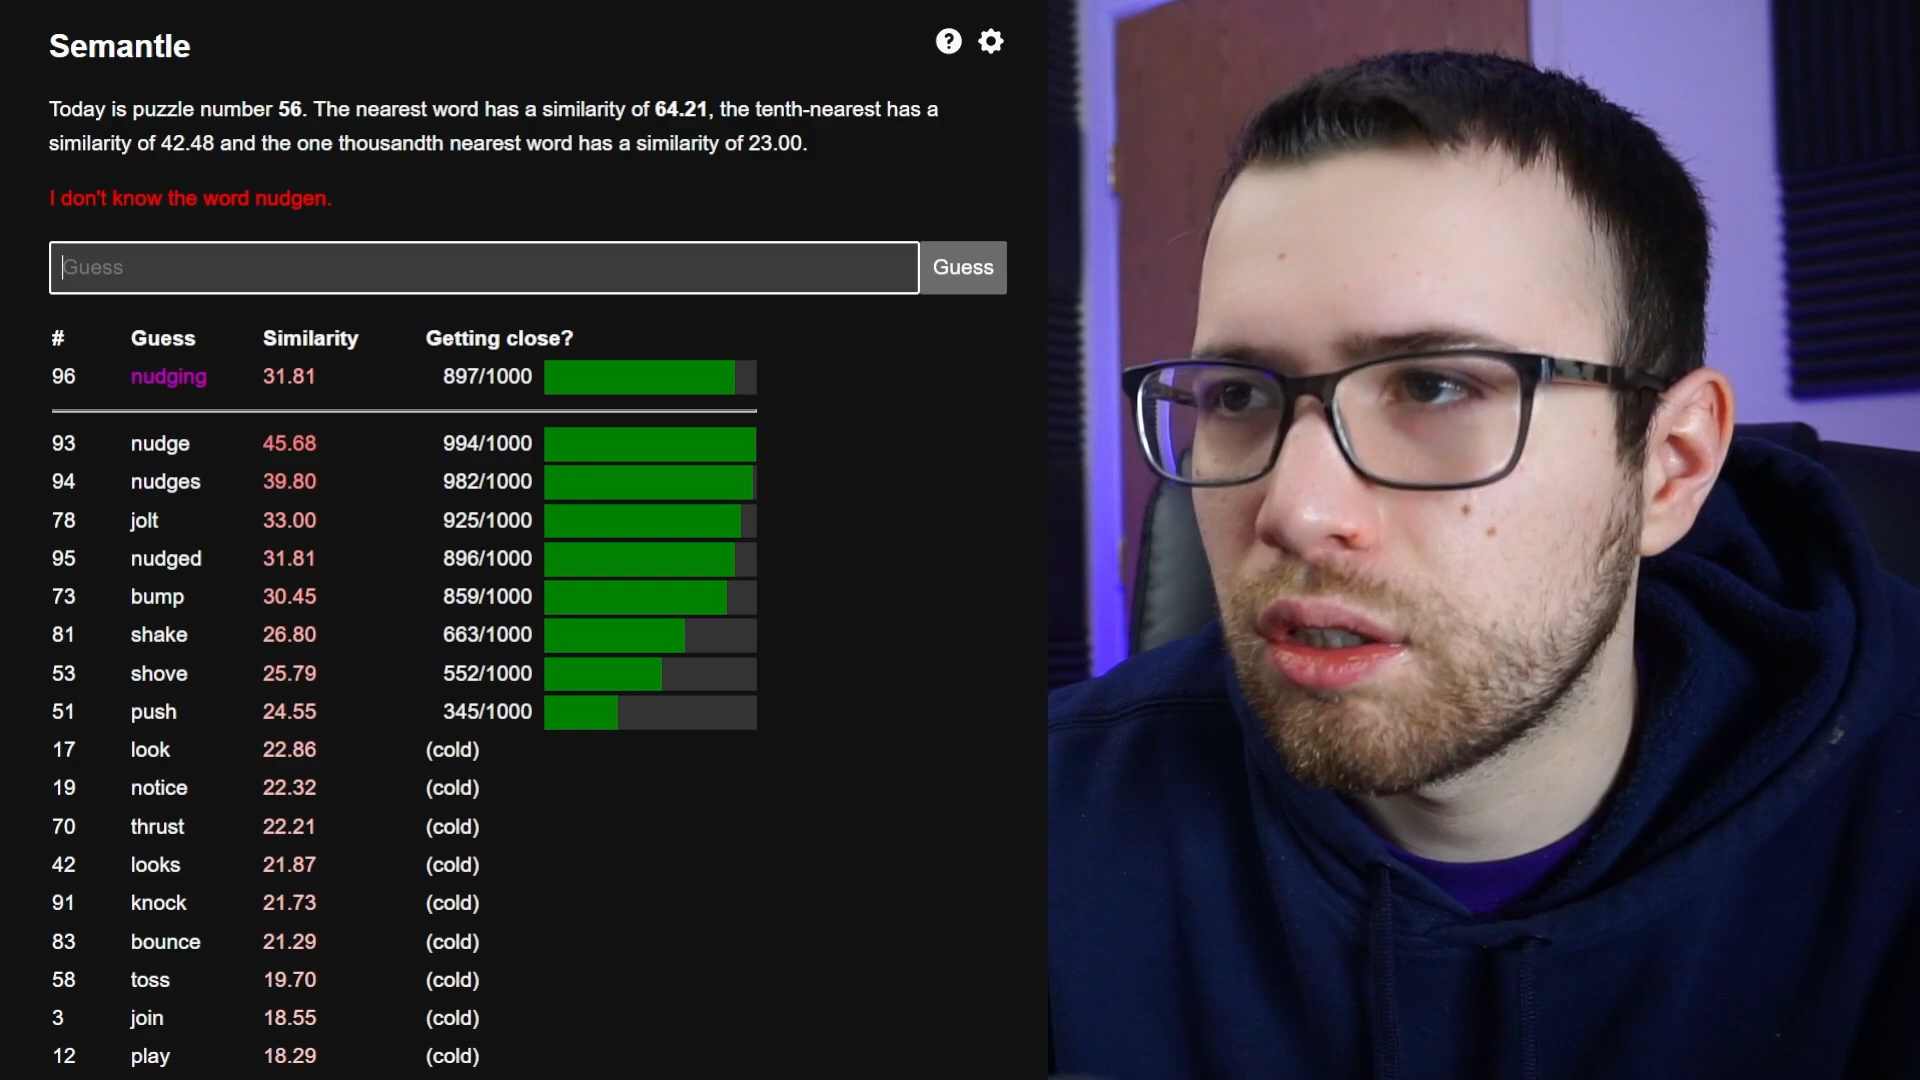 Semantle
Today is puzzle number 56. The nearest word has a similarity of 64.21, the tenth-nearest has a
similarity of 42.48 and the one thousandth nearest word has a similarity of 23.00.
I don't know the word nudgen.
Guess Guess
# Guess Similarity Getting close?
96 nudging 31.81 897/1000
93 nudge 45.68 994/1000
94 nudges 39.80 982/1000
78 jolt 33.00 925/1000
95 nudged 31.81 896/1000
73 bump 30.45 859/1000
81 shake 26.80 663/1000
53 shove 25.79 552/1000
51 push 24.55 345/1000
17 look 22.86 (cold)
19 notice 22.32 (cold)
70 thrust 22.21 (cold)
42 looks 21.87 (cold)
91 knock 21.73 (cold)
83 bounce 21.29 (cold)
58 toss 19.70 (cold)
3 join 18.55 (cold)
12 play 18.29 (cold)